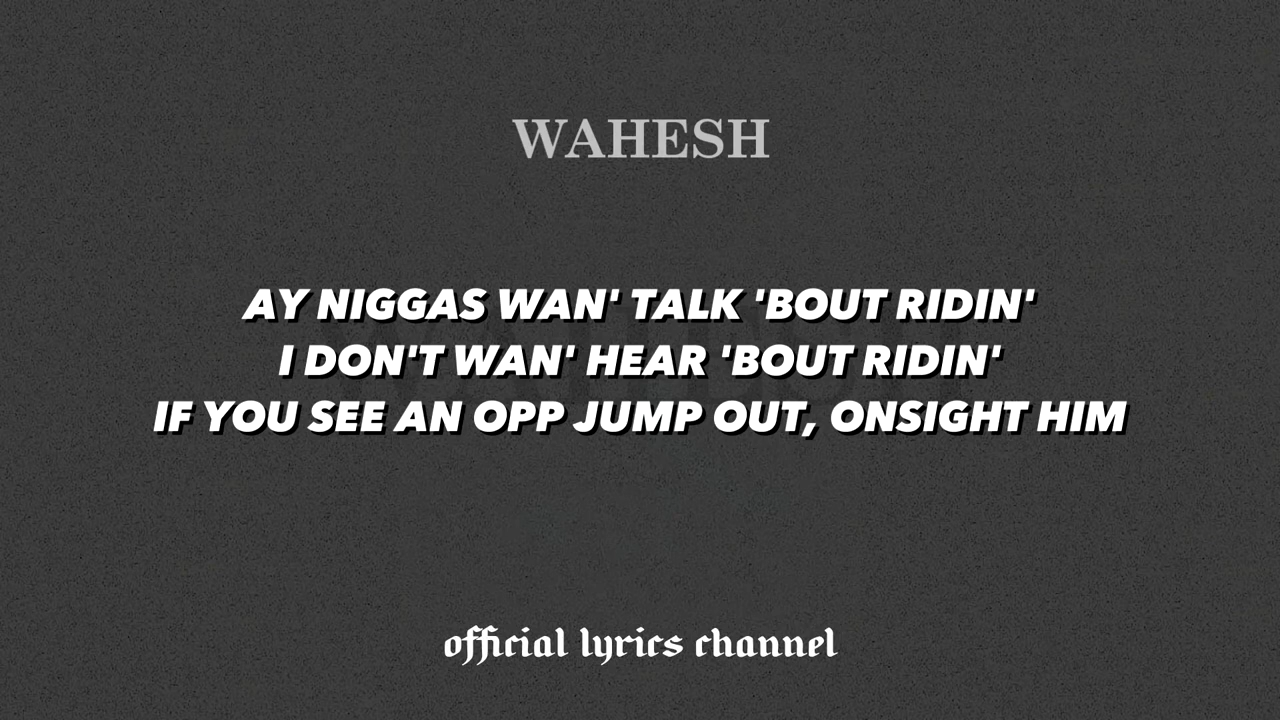 WAHESH
AY NIGGAS WAN' TALK 'BOUT RIDIN'
I DON'T WAN' HEAR 'BOUT RIDIN'
IF YOU SEE AN OPP JUMP OUT, ONSIGHT HIM
official lyrics channel